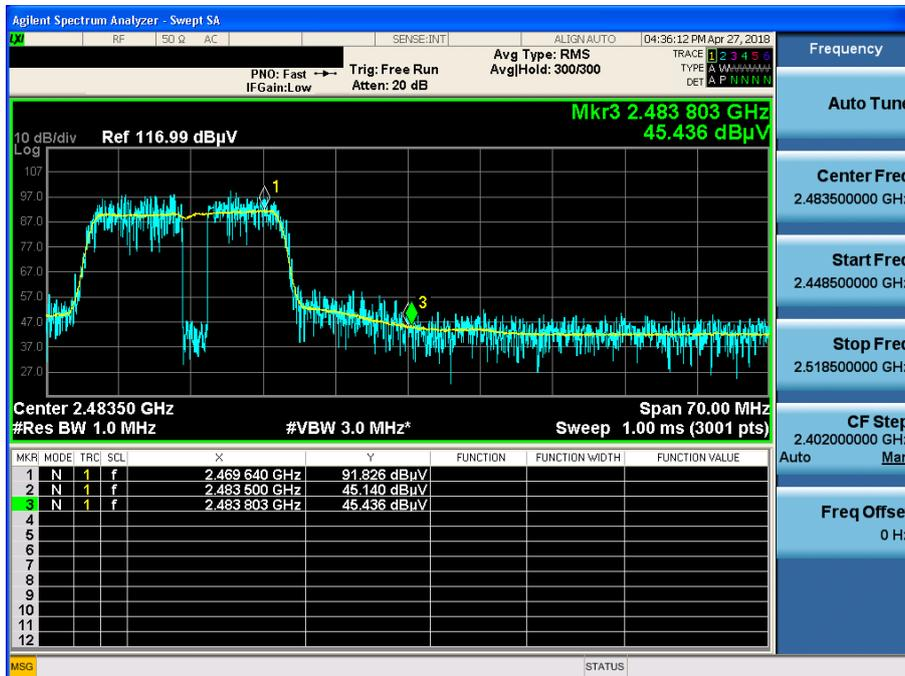 Agilent Spectrum Analyzer - Swept SA
LXI RF 50 Ω AC SENSE:INT ALIGN AUTO 04:36:12 PM Apr 27, 2018
Frequency
PNO: Fast Trig: Free Run Avg Type: RMS TRACE 1 2 3 4 5 6
IFGain:Low Atten: 20 dB Avg|Hold: 300/300 TYPE A W
DET A P N N N N
Auto Tune
Mkr3 2.483 803 GHz
45.436 dBµV
10 dB/div Ref 116.99 dBµV
Log
107
97.0
87.0
77.0
67.0
57.0
47.0
37.0
27.0
1
3
Center 2.48350 GHz Span 70.00 MHz
#Res BW 1.0 MHz #VBW 3.0 MHz* Sweep 1.00 ms (3001 pts)
Center Freq
2.483500000 GHz
Start Freq
2.448500000 GHz
Stop Freq
2.518500000 GHz
CF Step
2.402000000 GHz
Auto Man
Freq Offset
0 Hz
MKR MODE TRC SCL X Y FUNCTION FUNCTION WIDTH FUNCTION VALUE
1 N 1 f 2.469 640 GHz 91.826 dBµV
2 N 1 f 2.483 500 GHz 45.140 dBµV
3 N 1 f 2.483 803 GHz 45.436 dBµV
4
5
6
7
8
9
10
11
12
MSG STATUS